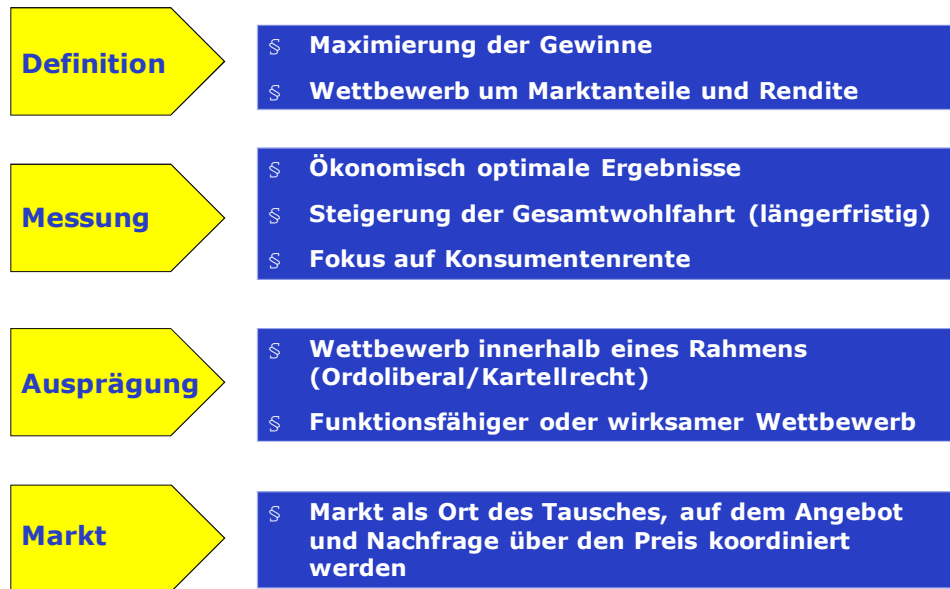 Definition
§ Maximierung der Gewinne
§ Wettbewerb um Marktanteile und Rendite
Messung
§ Ökonomisch optimale Ergebnisse
§ Steigerung der Gesamtwohlfahrt (längerfristig)
§ Fokus auf Konsumentenrente
Ausprägung
§ Wettbewerb innerhalb eines Rahmens
(Ordoliberal/Kartellrecht)
§ Funktionsfähiger oder wirksamer Wettbewerb
Markt
§ Markt als Ort des Tausches, auf dem Angebot
und Nachfrage über den Preis koordiniert
werden